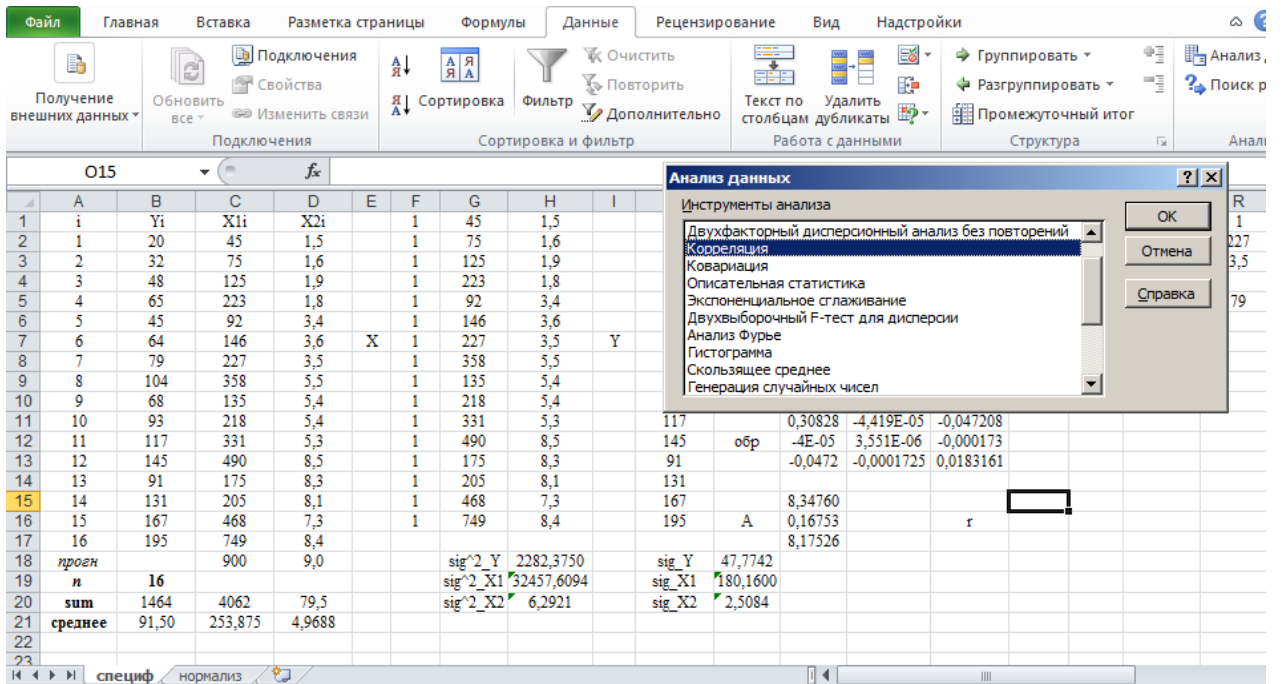 Файл Главная Вставка Разметка страницы Формулы Данные Рецензирование Вид Надстройки
Получение внешних данных
Обновить все
Подключения
Свойства
Изменить связи
Подключения
А Я
Я А
Сортировка
Фильтр
Очистить
Повторить
Дополнительно
Сортировка и фильтр
Текст по столбцам
Удалить дубликаты
Работа с данными
Группировать
Разгруппировать
Промежуточный итог
Структура
Анализ
Поиск р
Анал
O15 fx
Анализ данных
Инструменты анализа
Двухфакторный дисперсионный анализ без повторений
Корреляция
Ковариация
Описательная статистика
Экспоненциальное сглаживание
Двухвыборочный F-тест для дисперсии
Анализ Фурье
Гистограмма
Скользящее среднее
Генерация случайных чисел
OK
Отмена
Справка
A B C D E F G H I R
1 i Yi X1i X2i 1 45 1,5 1
2 1 20 45 1,5 1 75 1,6 227
3 2 32 75 1,6 1 125 1,9 3,5
4 3 48 125 1,9 1 223 1,8
5 4 65 223 1,8 1 92 3,4 79
6 5 45 92 3,4 1 146 3,6
7 6 64 146 3,6 X 1 227 3,5 Y
8 7 79 227 3,5 1 358 5,5
9 8 104 358 5,5 1 135 5,4
10 9 68 135 5,4 1 218 5,4
11 10 93 218 5,4 1 331 5,3 117 0,30828 -4,419E-05 -0,047208
12 11 117 331 5,3 1 490 8,5 145 обр -4E-05 3,551E-06 -0,000173
13 12 145 490 8,5 1 175 8,3 91 -0,0472 -0,0001725 0,0183161
14 13 91 175 8,3 1 205 8,1 131
15 14 131 205 8,1 1 468 7,3 167 8,34760
16 15 167 468 7,3 1 749 8,4 195 A 0,16753 r
17 16 195 749 8,4 8,17526
18 прогн 900 9,0 sig^2_Y 2282,3750 sig_Y 47,7742
19 n 16 sig^2_X1 32457,6094 sig_X1 180,1600
20 sum 1464 4062 79,5 sig^2_X2 6,2921 sig_X2 2,5084
21 среднее 91,50 253,875 4,9688
22
23
специф нормализ